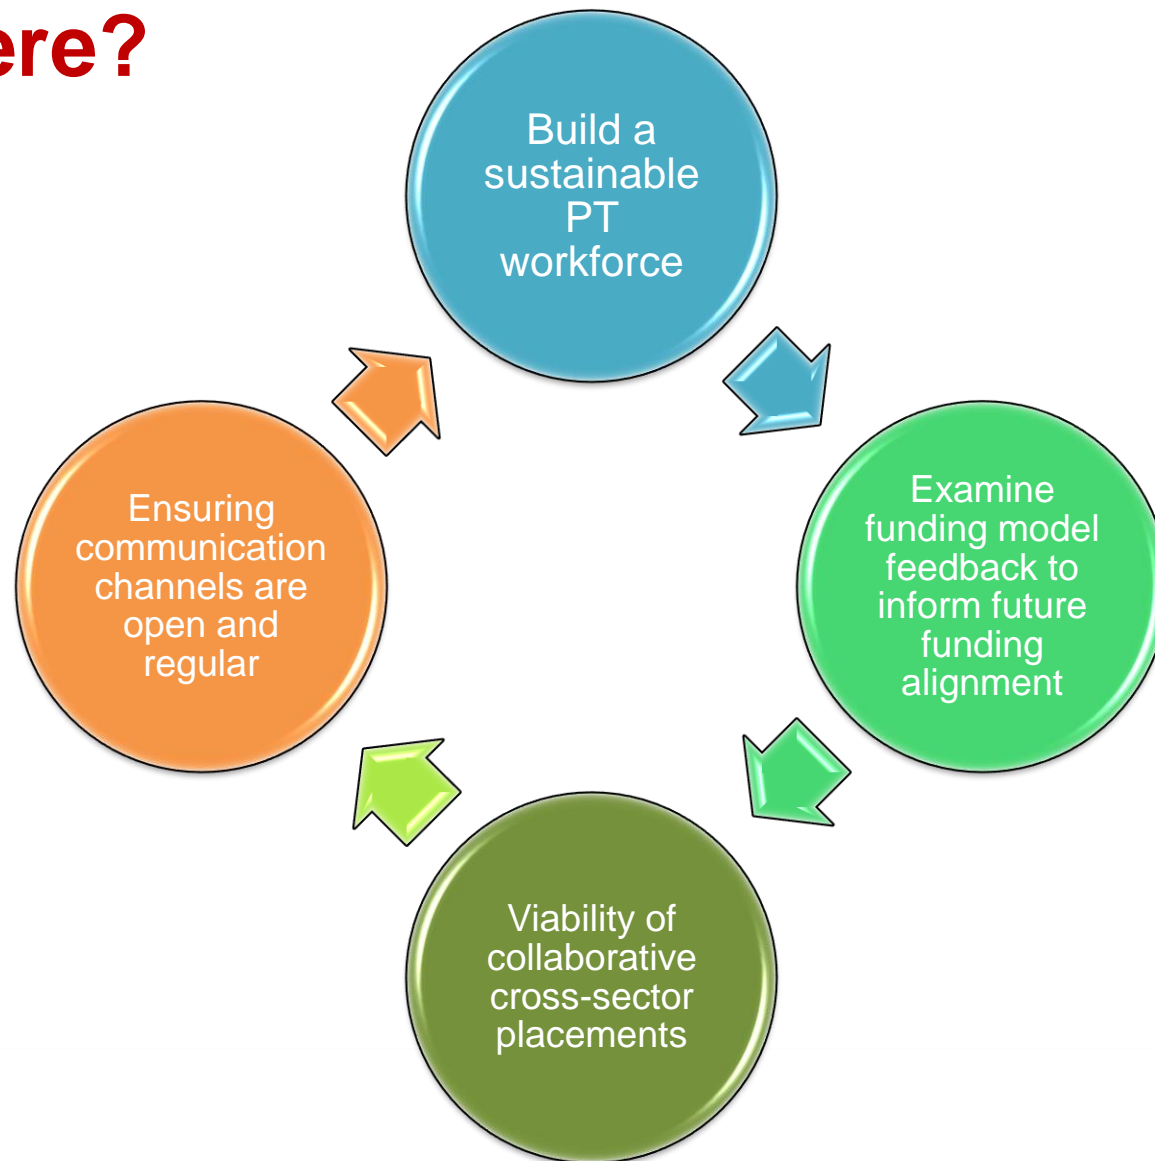 ere?
Build a
sustainable
PT
workforce
Examine
funding model
feedback to
inform future
funding
alignment
Viability of
collaborative
cross-sector
placements
Ensuring
communication
channels are
open and
regular